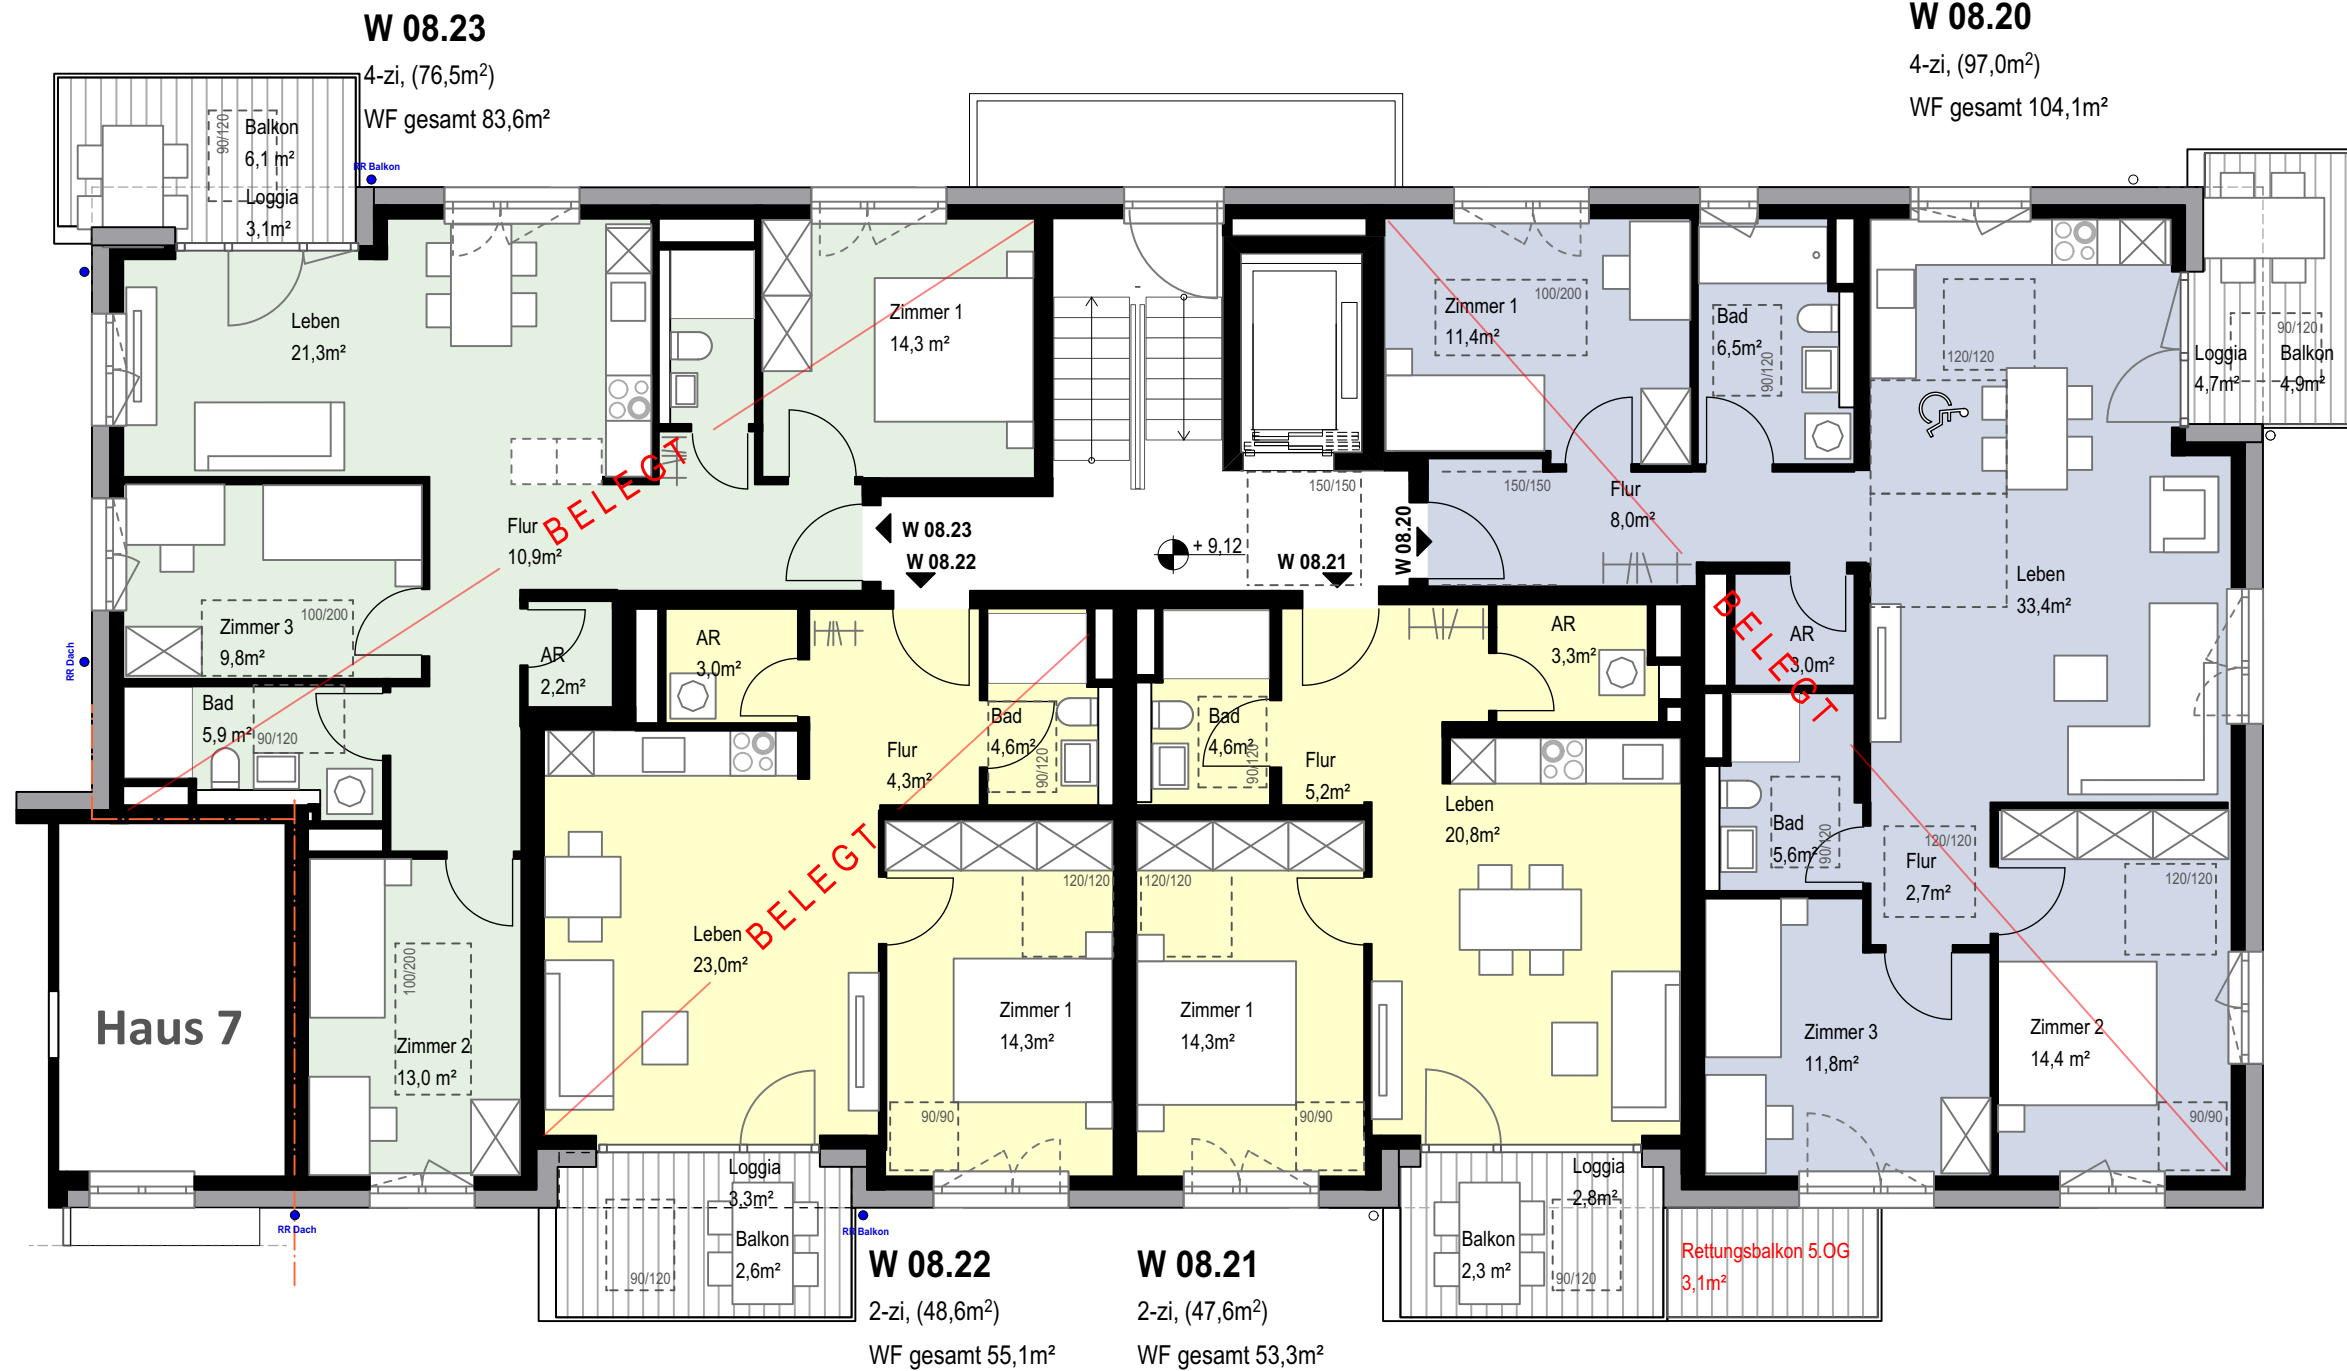 W 08.23
4-zi, (76,5m²)
WF gesamt 83,6m²
W 08.20
4-zi, (97,0m²)
WF gesamt 104,1m²
90/120
Balkon
6,1 m²
Loggia
3,1m²
RR Balkon
Leben
21,3m²
Zimmer 1
14,3 m²
Zimmer 1
11,4m²
100/200
Bad
6,5m²
90/120
120/120
Loggia
4,7m²
90/120
Balkon
4,9m²
BELEGT
Flur
10,9m²
W 08.23
W 08.22
+ 9,12
150/150
W 08.21
W 08.20
150/150
Flur
8,0m²
Leben
33,4m²
RR Dach
100/200
Zimmer 3
9,8m²
AR
2,2m²
AR
3,0m²
AR
3,3m²
BELEGT
AR
3,0m²
Bad
5,9 m²
90/120
Flur
4,3m²
Bad
4,6m²
90/120
Bad
4,6m²
90/120
Flur
5,2m²
Leben
20,8m²
Bad
5,6m²
90/120
120/120
Flur
2,7m²
120/120
BELEGT
Leben
23,0m²
120/120
120/120
Haus 7
100/200
Zimmer 2
13,0 m²
Zimmer 1
14,3m²
Zimmer 1
14,3m²
Zimmer 3
11,8m²
Zimmer 2
14,4 m²
90/90
90/90
90/90
RR Dach
Loggia
3,3m²
Balkon
2,6m²
90/120
RR Balkon
Loggia
2,8m²
Balkon
2,3 m²
90/120
Rettungsbalkon 5.OG
3,1m²
W 08.22
2-zi, (48,6m²)
WF gesamt 55,1m²
W 08.21
2-zi, (47,6m²)
WF gesamt 53,3m²